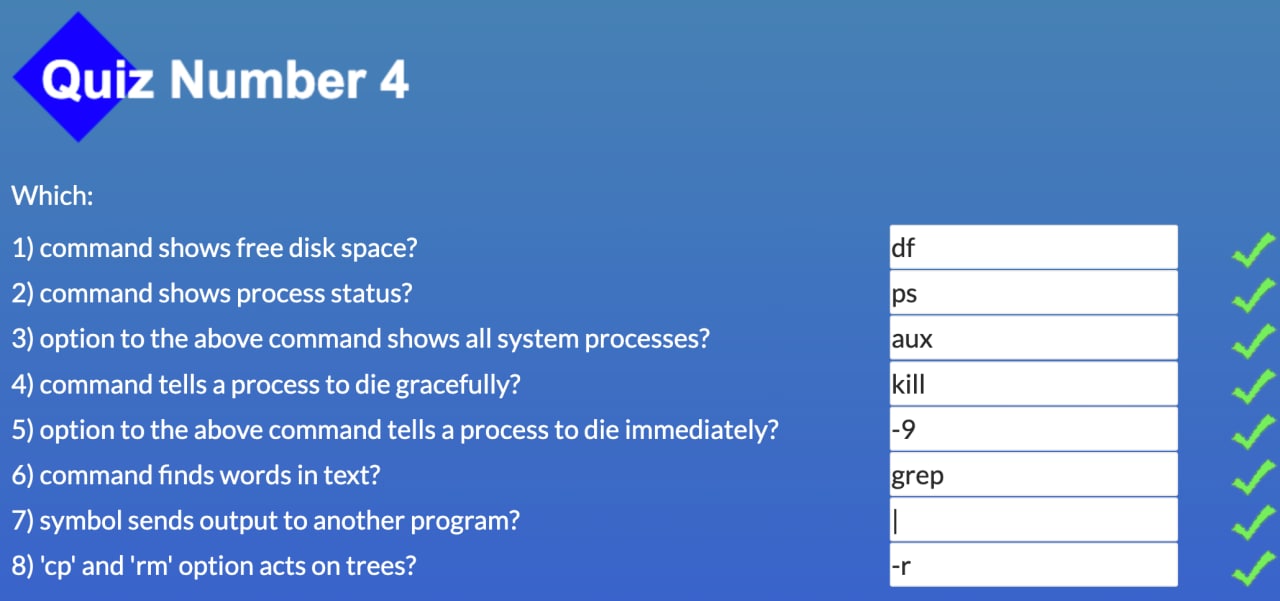 Quiz Number 4
Which:
1) command shows free disk space? df
2) command shows process status? ps
3) option to the above command shows all system processes? aux
4) command tells a process to die gracefully? kill
5) option to the above command tells a process to die immediately? -9
6) command finds words in text? grep
7) symbol sends output to another program? |
8) 'cp' and 'rm' option acts on trees? -r